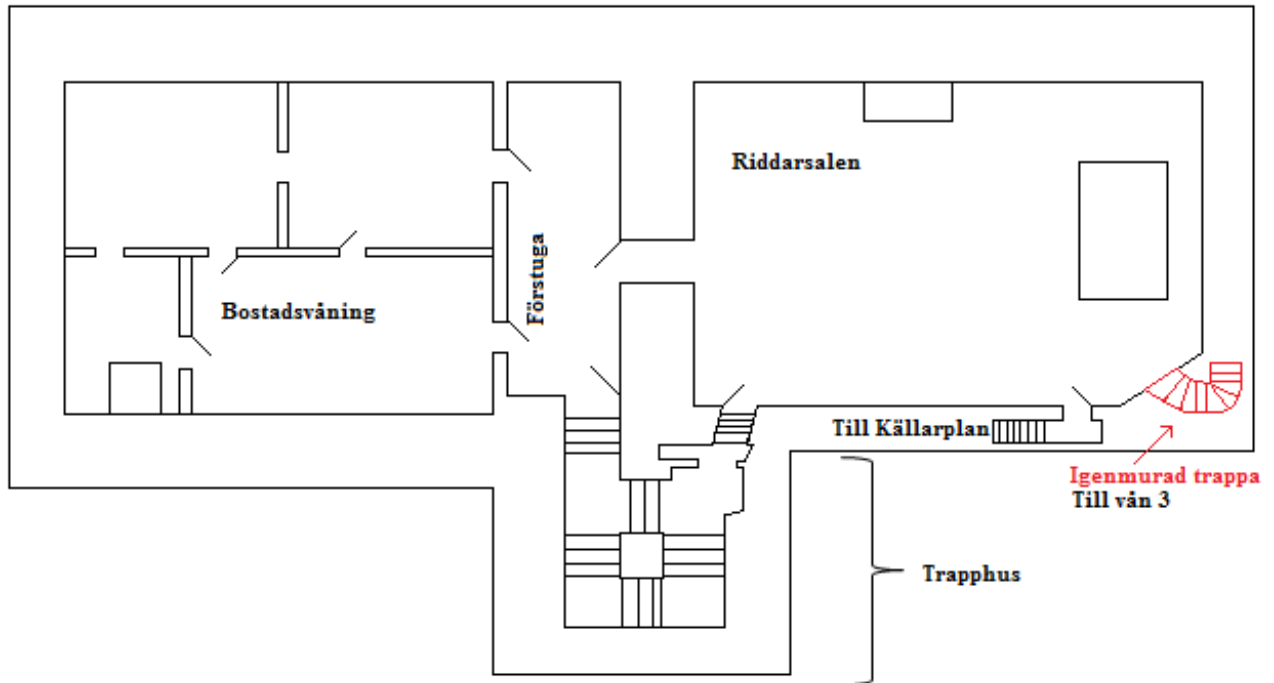 Riddarsalen
Förstuga
Bostadsvåning
Till Källarplan
Igenmurad trappa
Till vån 3
Trapphus